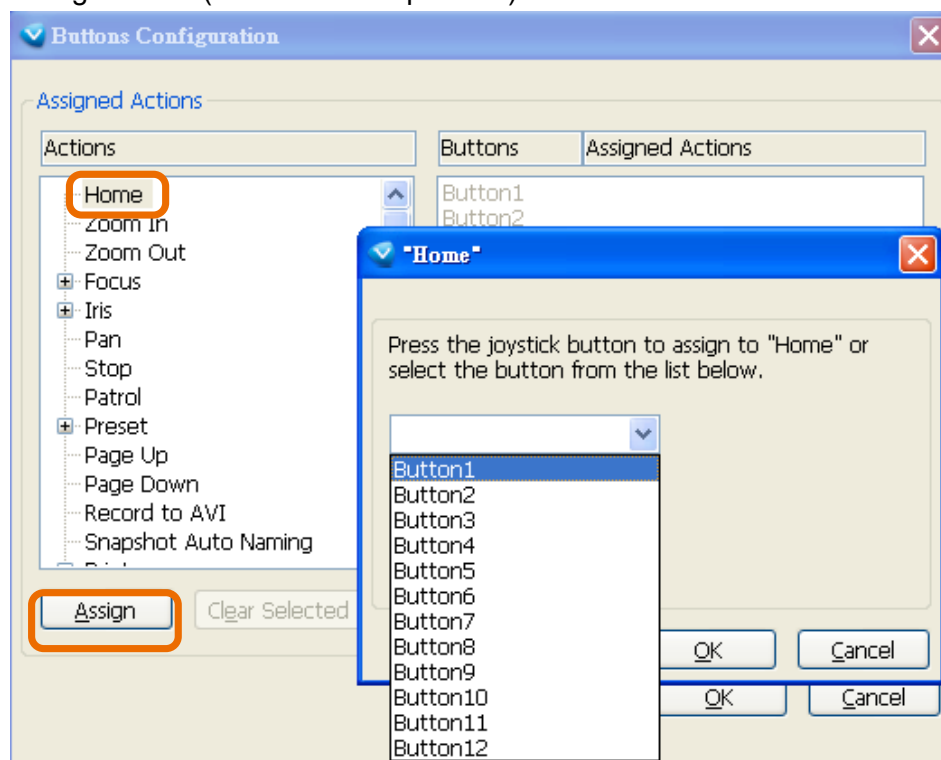 Buttons Configuration
Assigned Actions
Actions
Buttons
Assigned Actions
Home
Zoom In
Zoom Out
Focus
Iris
Pan
Stop
Patrol
Preset
Page Up
Page Down
Record to AVI
Snapshot Auto Naming
Button1
Button2
Assign
Clear Selected
"Home"
Press the joystick button to assign to "Home" or
select the button from the list below.
Button1
Button2
Button3
Button4
Button5
Button6
Button7
Button8
Button9
Button10
Button11
Button12
OK
Cancel
OK
Cancel